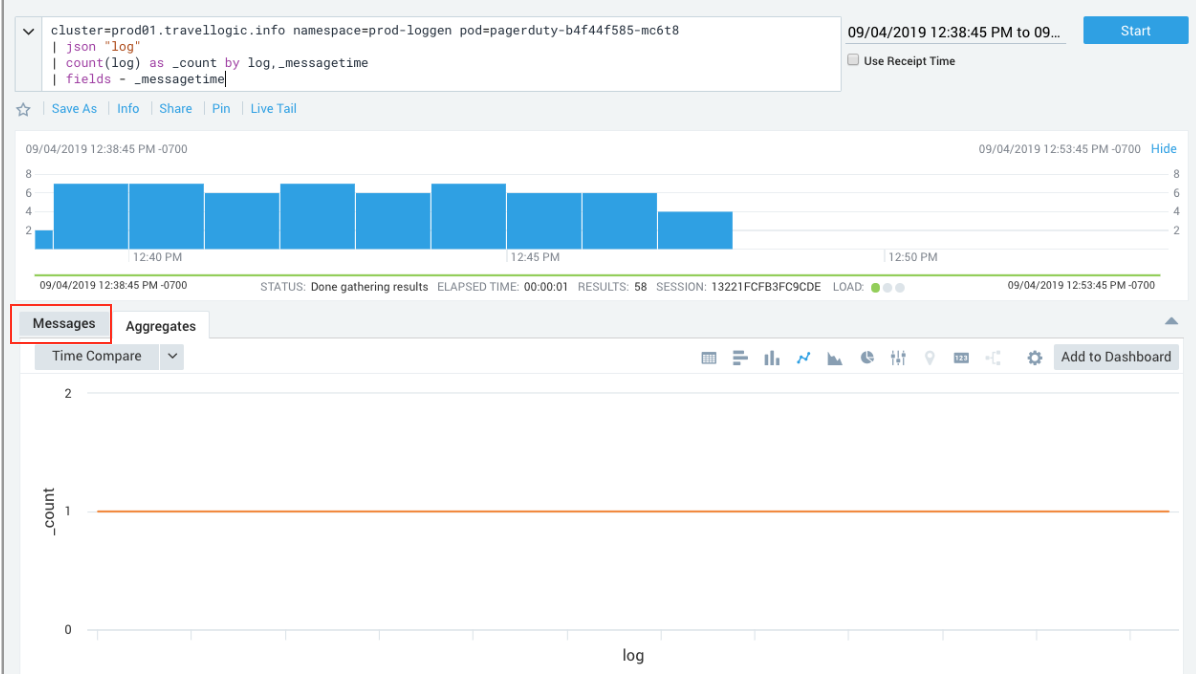 cluster=prod01.travellogic.info namespace=prod-loggen pod=pagerduty-b4f44f585-mc6t8
| json "log"
| count(log) as _count by log,_messagetime
| fields - _messagetime
09/04/2019 12:38:45 PM to 09...
Start
Use Receipt Time
Save As Info Share Pin Live Tail
09/04/2019 12:38:45 PM -0700
09/04/2019 12:53:45 PM -0700 Hide
8 8
6 6
4 4
2 2
12:40 PM 12:45 PM 12:50 PM
09/04/2019 12:38:45 PM -0700 STATUS: Done gathering results ELAPSED TIME: 00:00:01 RESULTS: 58 SESSION: 13221FCFB3FC9CDE LOAD: 09/04/2019 12:53:45 PM -0700
Messages Aggregates
Time Compare 123 Add to Dashboard
2
_count
1
0
log